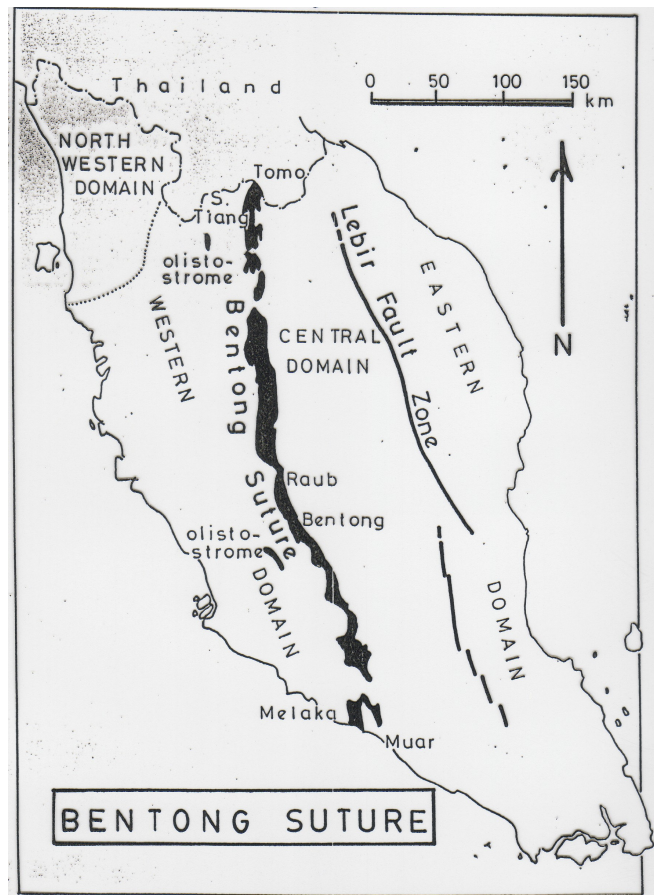 Thailand
0 50 100 150
km
NORTH
WESTERN
DOMAIN
Tomo
S.
Tiang
olisto-
strome
Lebir Fault Zone
EASTERN
DOMAIN
WESTERN
DOMAIN
Bentong
Suture
CENTRAL
DOMAIN
N
Raub
Bentong
olisto-
strome
Melaka
Muar
BENTONG SUTURE